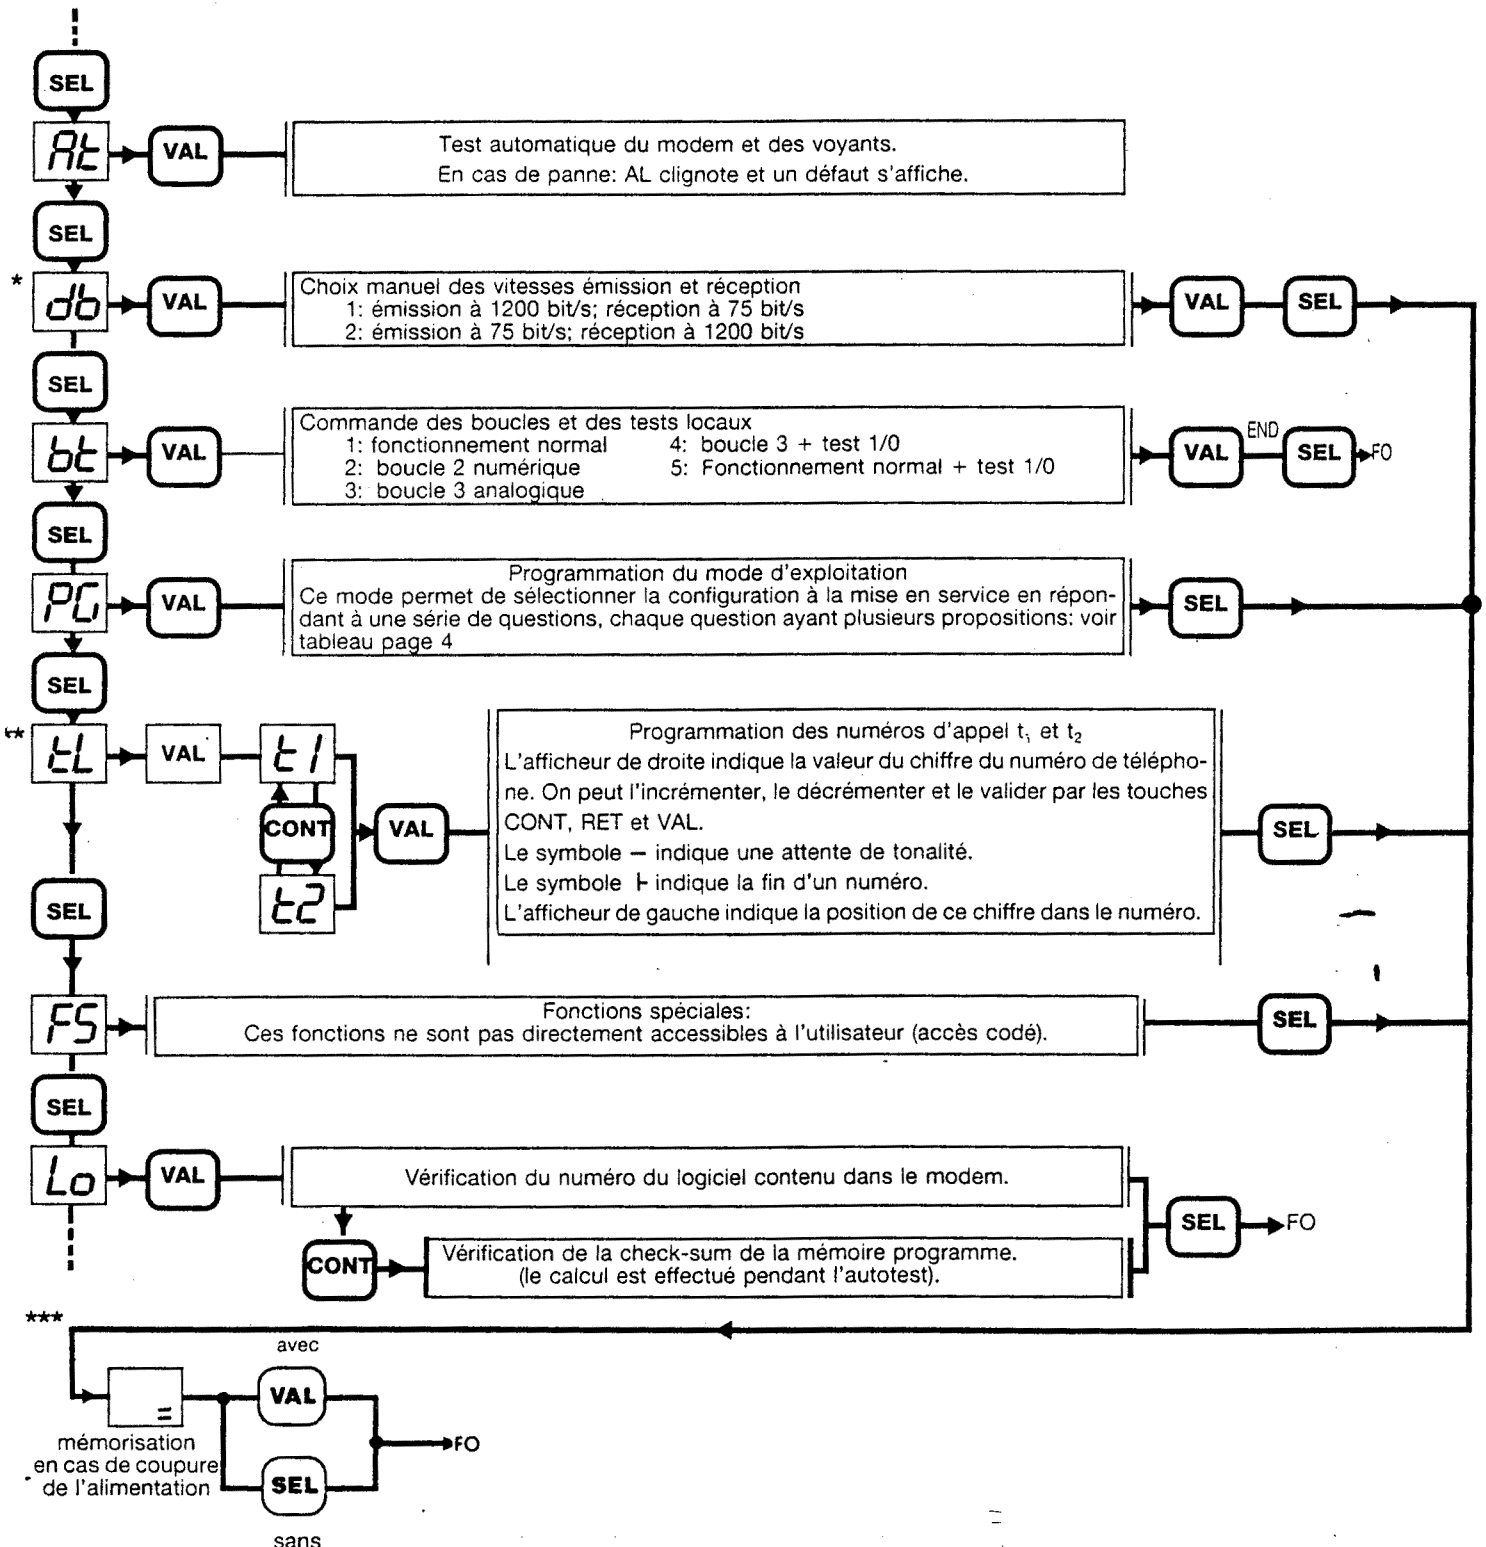 SEL
At
VAL
Test automatique du modem et des voyants.
En cas de panne: AL clignote et un défaut s'affiche.
SEL
*
db
VAL
Choix manuel des vitesses émission et réception
1: émission à 1200 bit/s; réception à 75 bit/s
2: émission à 75 bit/s; réception à 1200 bit/s
VAL
SEL
SEL
bt
VAL
Commande des boucles et des tests locaux
1: fonctionnement normal 4: boucle 3 + test 1/0
2: boucle 2 numérique 5: Fonctionnement normal + test 1/0
3: boucle 3 analogique
VAL
END
SEL
FO
SEL
PG
VAL
Programmation du mode d'exploitation
Ce mode permet de sélectionner la configuration à la mise en service en répon-
dant à une série de questions, chaque question ayant plusieurs propositions: voir
tableau page 4
SEL
SEL
**
tL
VAL
t1
CONT
t2
VAL
Programmation des numéros d'appel t₁ et t₂
L'afficheur de droite indique la valeur du chiffre du numéro de télépho-
ne. On peut l'incrémenter, le décrémenter et le valider par les touches
CONT, RET et VAL.
Le symbole – indique une attente de tonalité.
Le symbole ⊢ indique la fin d'un numéro.
L'afficheur de gauche indique la position de ce chiffre dans le numéro.
SEL
SEL
FS
Fonctions spéciales:
Ces fonctions ne sont pas directement accessibles à l'utilisateur (accès codé).
SEL
SEL
Lo
VAL
Vérification du numéro du logiciel contenu dans le modem.
CONT
Vérification de la check-sum de la mémoire programme.
(le calcul est effectué pendant l'autotest).
SEL
FO
***
=
mémorisation
en cas de coupure
de l'alimentation
avec
VAL
SEL
sans
FO